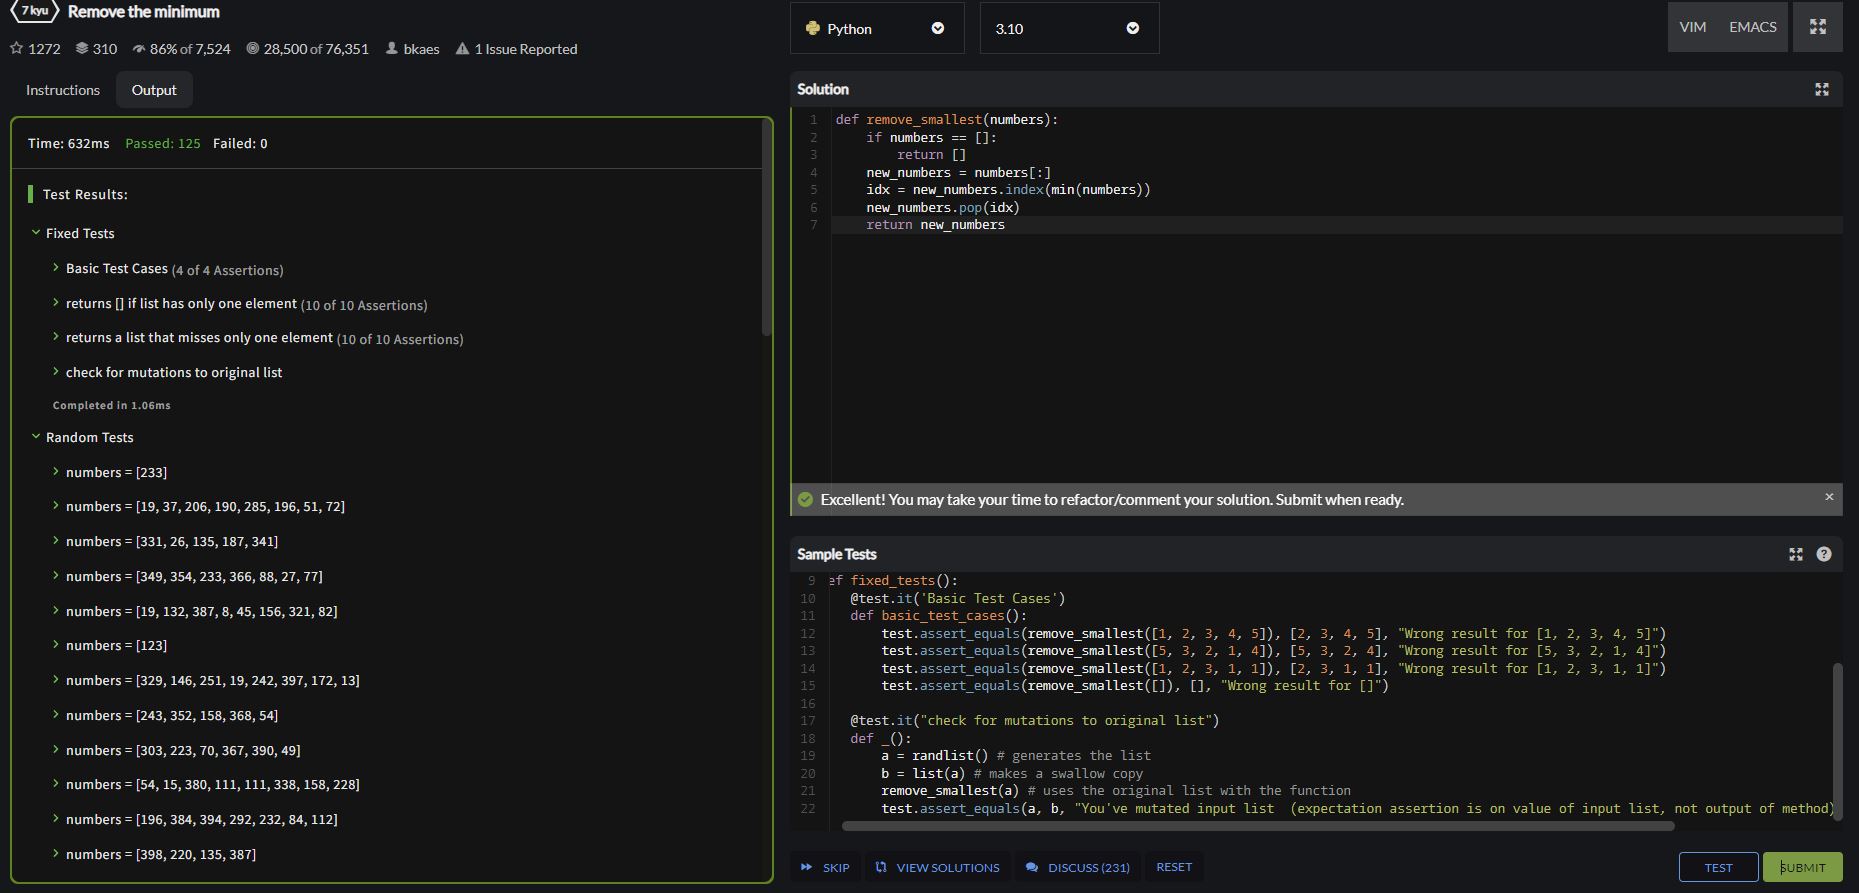 7 kyu Remove the minimum
1272 310 86% of 7,524 28,500 of 76,351 bkaes 1 Issue Reported
Instructions Output
Time: 632ms Passed: 125 Failed: 0
Test Results:
Fixed Tests
Basic Test Cases (4 of 4 Assertions)
returns [] if list has only one element (10 of 10 Assertions)
returns a list that misses only one element (10 of 10 Assertions)
check for mutations to original list
Completed in 1.06ms
Random Tests
numbers = [233]
numbers = [19, 37, 206, 190, 285, 196, 51, 72]
numbers = [331, 26, 135, 187, 341]
numbers = [349, 354, 233, 366, 88, 27, 77]
numbers = [19, 132, 387, 8, 45, 156, 321, 82]
numbers = [123]
numbers = [329, 146, 251, 19, 242, 397, 172, 13]
numbers = [243, 352, 158, 368, 54]
numbers = [303, 223, 70, 367, 390, 49]
numbers = [54, 15, 380, 111, 111, 338, 158, 228]
numbers = [196, 384, 394, 292, 232, 84, 112]
numbers = [398, 220, 135, 387]
Python 3.10 VIM EMACS
Solution
1 def remove_smallest(numbers):
2 if numbers == []:
3 return []
4 new_numbers = numbers[:]
5 idx = new_numbers.index(min(numbers))
6 new_numbers.pop(idx)
7 return new_numbers
Excellent! You may take your time to refactor/comment your solution. Submit when ready. ×
Sample Tests ?
9 ef fixed_tests():
10 @test.it('Basic Test Cases')
11 def basic_test_cases():
12 test.assert_equals(remove_smallest([1, 2, 3, 4, 5]), [2, 3, 4, 5], "Wrong result for [1, 2, 3, 4, 5]")
13 test.assert_equals(remove_smallest([5, 3, 2, 1, 4]), [5, 3, 2, 4], "Wrong result for [5, 3, 2, 1, 4]")
14 test.assert_equals(remove_smallest([1, 2, 3, 1, 1]), [2, 3, 1, 1], "Wrong result for [1, 2, 3, 1, 1]")
15 test.assert_equals(remove_smallest([]), [], "Wrong result for []")
16
17 @test.it("check for mutations to original list")
18 def _():
19 a = randlist() # generates the list
20 b = list(a) # makes a swallow copy
21 remove_smallest(a) # uses the original list with the function
22 test.assert_equals(a, b, "You've mutated input list (expectation assertion is on value of input list, not output of method)
SKIP VIEW SOLUTIONS DISCUSS (231) RESET TEST SUBMIT